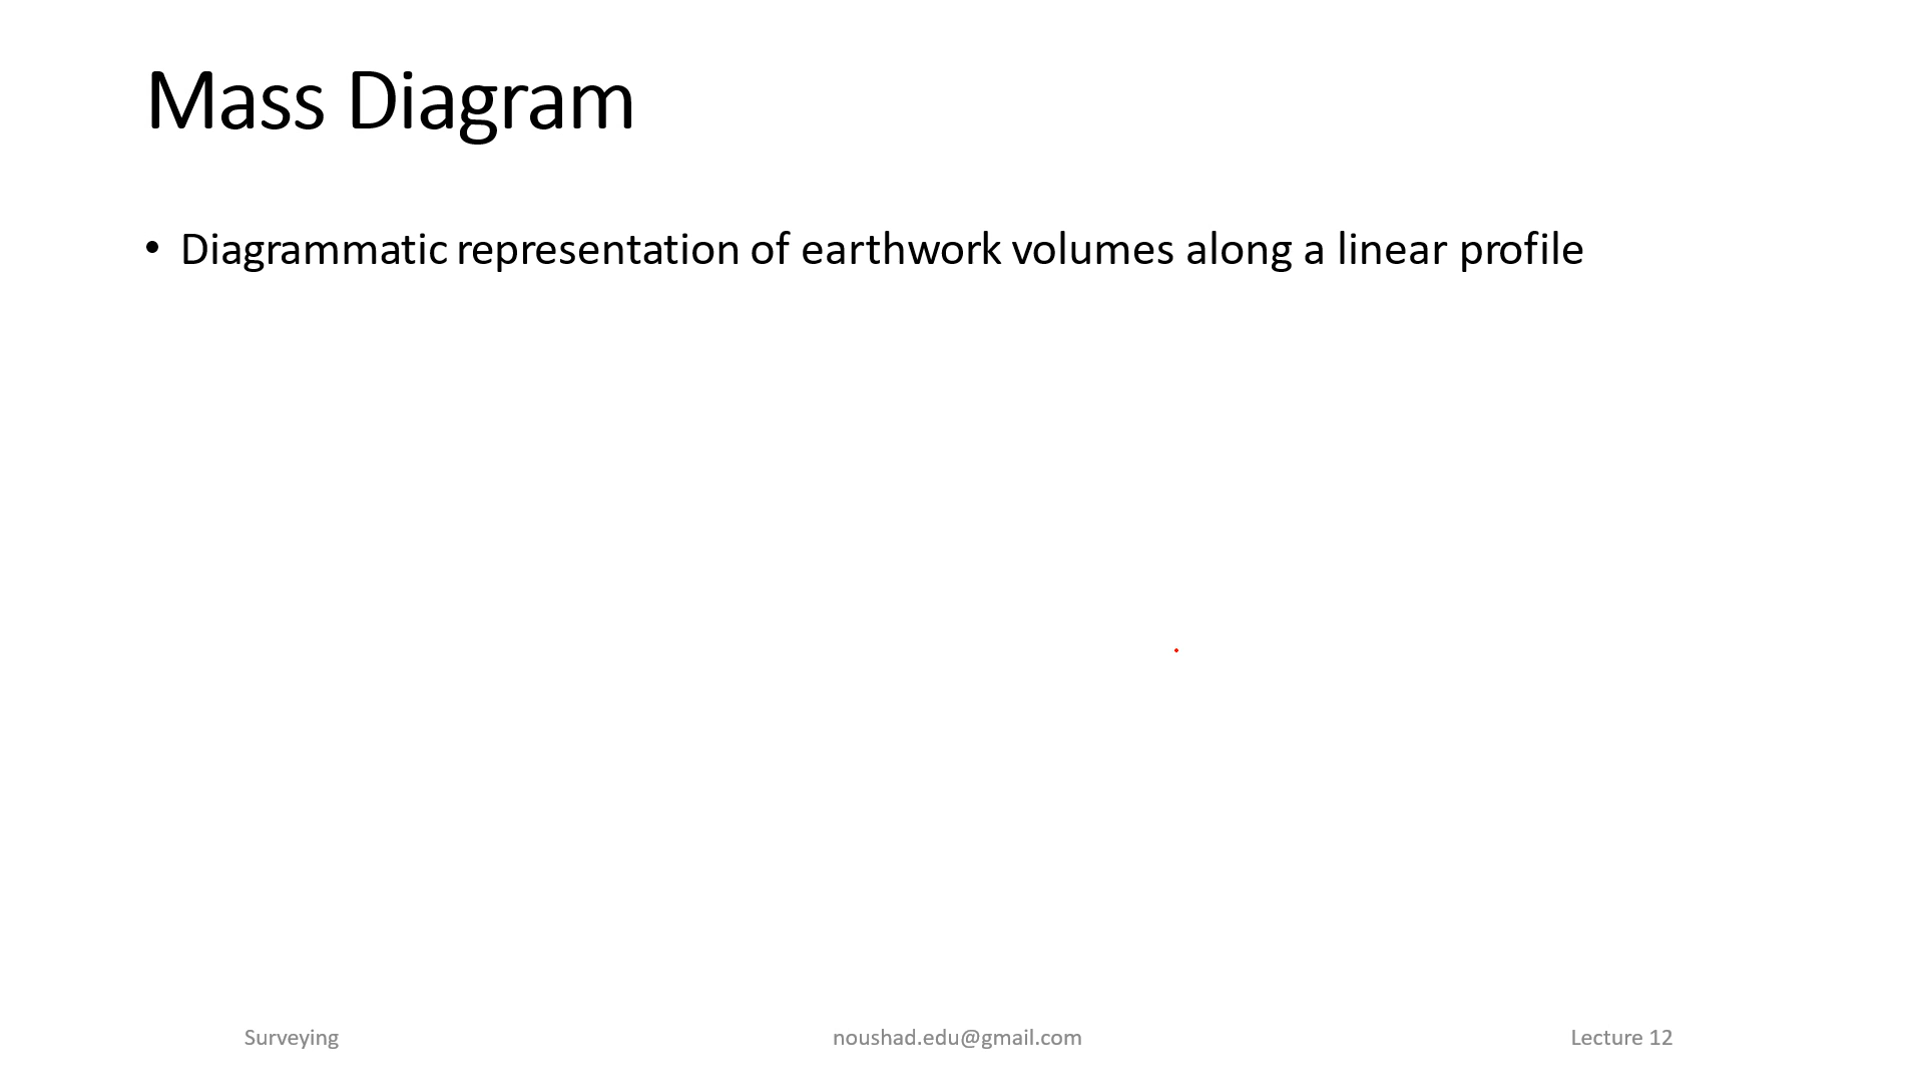 Mass Diagram
• Diagrammatic representation of earthwork volumes along a linear profile
Surveying
noushad.edu@gmail.com
Lecture 12